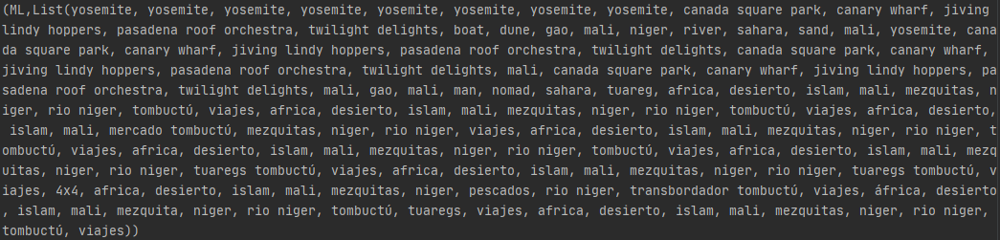 (ML,List(yosemite, yosemite, yosemite, yosemite, yosemite, yosemite, yosemite, yosemite, canada square park, canary wharf, jiving
lindy hoppers, pasadena roof orchestra, twilight delights, boat, dune, gao, mali, niger, river, sahara, sand, mali, yosemite, cana
da square park, canary wharf, jiving lindy hoppers, pasadena roof orchestra, twilight delights, canada square park, canary wharf,
jiving lindy hoppers, pasadena roof orchestra, twilight delights, mali, canada square park, canary wharf, jiving lindy hoppers, pa
sadena roof orchestra, twilight delights, mali, gao, mali, man, nomad, sahara, tuareg, africa, desierto, islam, mali, mezquitas, n
iger, rio niger, tombuctú, viajes, africa, desierto, islam, mali, mezquitas, niger, rio niger, tombuctú, viajes, africa, desierto,
islam, mali, mercado tombuctú, mezquitas, niger, rio niger, viajes, africa, desierto, islam, mali, mezquitas, niger, rio niger, t
ombuctú, viajes, africa, desierto, islam, mali, mezquitas, niger, rio niger, tombuctú, viajes, africa, desierto, islam, mali, mezq
uitas, niger, rio niger, tuaregs tombuctú, viajes, africa, desierto, islam, mali, mezquitas, niger, rio niger, tuaregs tombuctú, v
iajes, 4x4, africa, desierto, islam, mali, mezquitas, niger, pescados, rio niger, transbordador tombuctú, viajes, áfrica, desierto
, islam, mali, mezquita, niger, rio niger, tombuctú, tuaregs, viajes, africa, desierto, islam, mali, mezquitas, niger, rio niger,
tombuctú, viajes))